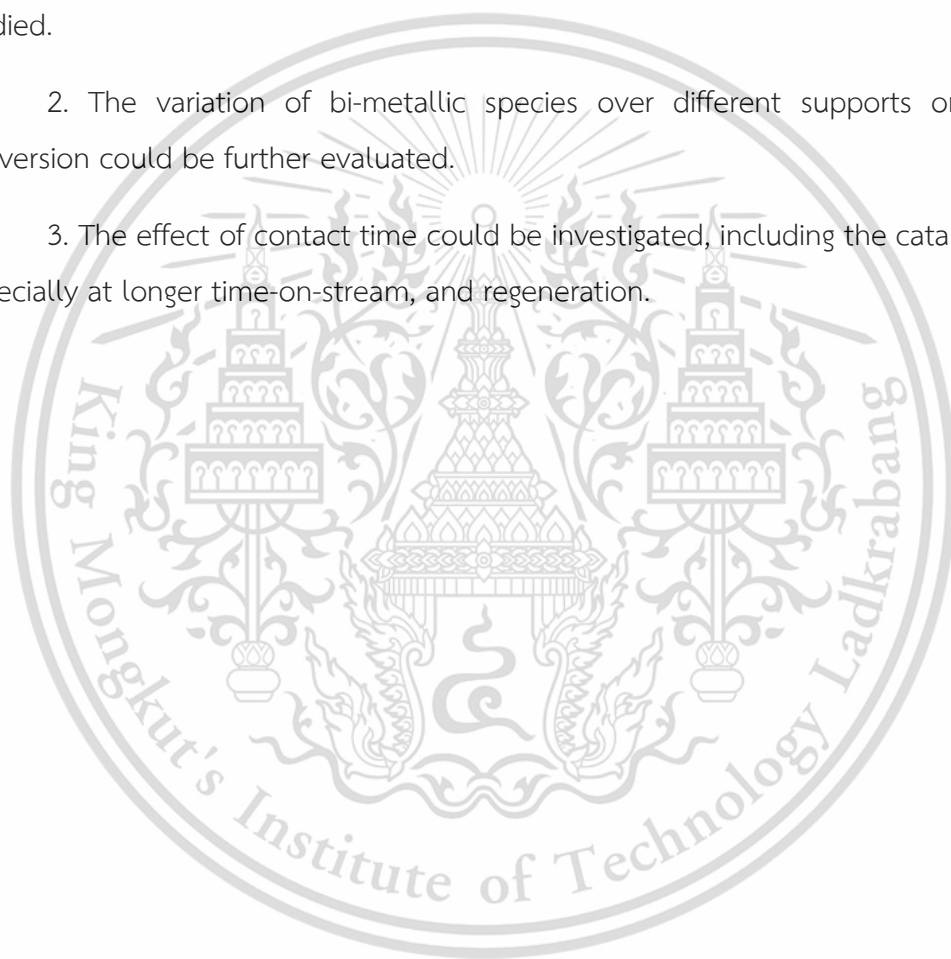 died.
2. The variation of bi-metallic species over different supports or
version could be further evaluated.
3. The effect of contact time could be investigated, including the cata
pecially at longer time-on-stream, and regeneration.
King Mongkut's Institute of Technology Ladkrabang